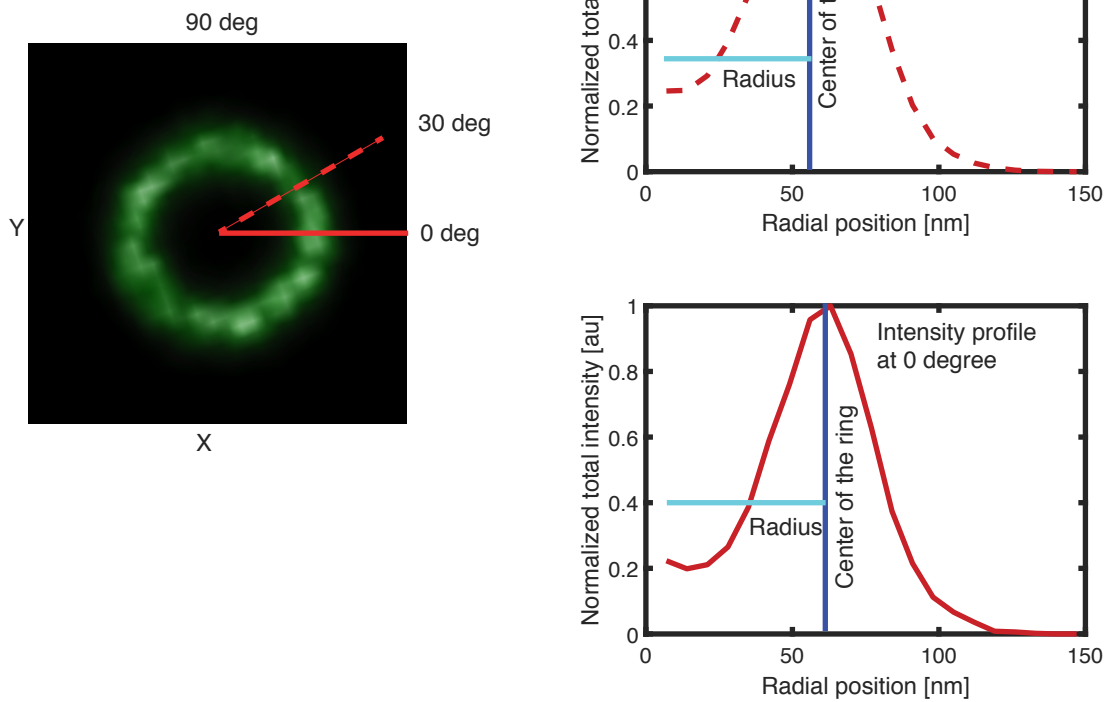 90 deg
30 deg
0 deg
Y
X
Normalized tota
0.4
0.2
0
Radius
Center of t
0
50
100
150
Radial position [nm]
Normalized total intensity [au]
1
0.8
0.6
0.4
0.2
0
Intensity profile
at 0 degree
Radius
Center of the ring
0
50
100
150
Radial position [nm]